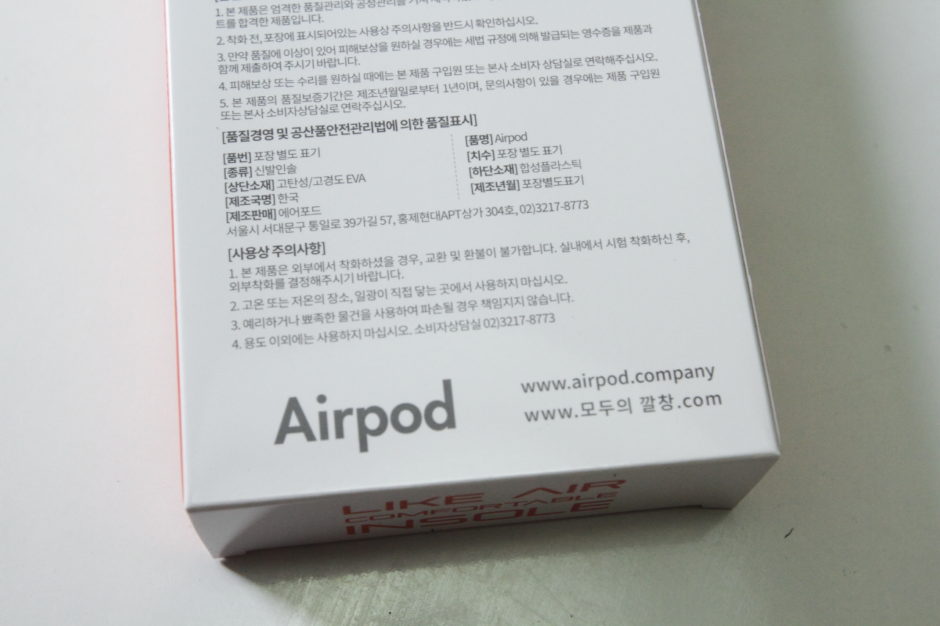 1. 본 제품은 엄격한 품질관리와 공정관리를 거쳐
트를 합격한 제품입니다.
2. 착화 전, 포장에 표시되어있는 사용상 주의사항을 반드시 확인하십시오.
3. 만약 품질에 이상이 있어 피해보상을 원하실 경우에는 세법 규정에 의해 발급되는 영수증을 제품과
함께 제출하여 주시기 바랍니다.
4. 피해보상 또는 수리를 원하실 때에는 본 제품 구입원 또는 본사 소비자 상담실로 연락해주십시오.
5. 본 제품의 품질보증기간은 제조년월일로부터 1년이며, 문의사항이 있을 경우에는 제품 구입원
또는 본사 소비자상담실로 연락주십시오.
[품질경영 및 공산품안전관리법에 의한 품질표시]
[품번] 포장 별도 표기
[종류] 신발인솔
[상단소재] 고탄성/고경도 EVA
[제조국명] 한국
[제조판매] 에어포드
[품명] Airpod
[치수] 포장 별도 표기
[하단소재] 합성플라스틱
[제조년월] 포장별도표기
서울시 서대문구 통일로 39가길 57, 홍제현대APT상가 304호, 02)3217-8773
[사용상 주의사항]
1. 본 제품은 외부에서 착화하셨을 경우, 교환 및 환불이 불가합니다. 실내에서 시험 착화하신 후,
외부착화를 결정해주시기 바랍니다.
2. 고온 또는 저온의 장소, 일광이 직접 닿는 곳에서 사용하지 마십시오.
3. 예리하거나 뾰족한 물건을 사용하여 파손될 경우 책임지지 않습니다.
4. 용도 이외에는 사용하지 마십시오. 소비자상담실 02)3217-8773
Airpod
www.airpod.company
www.모두의 깔창.com
LIKE AIR
COMFORTABLE
INSOLE